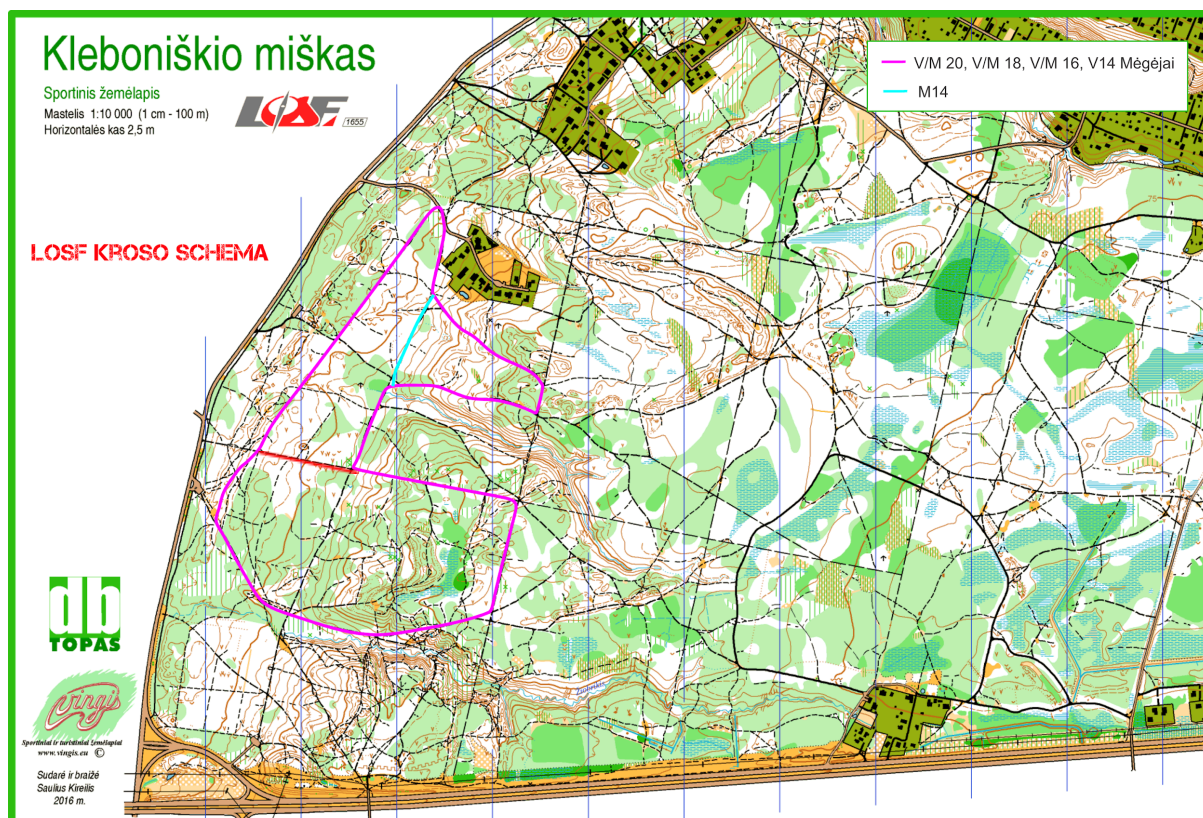 Kleboniškio miškas
Sportinis žemėlapis
Mastelis 1:10 000 (1 cm - 100 m)
Horizontalės kas 2,5 m
LOSF
1655
V/M 20, V/M 18, V/M 16, V14 Mėgėjai
M14
LOSF KROSO SCHEMA
75
db
TOPAS
vingis
Sportiniai ir turistiniai žemėlapiai
www.vingis.eu ©
Sudarė ir braižė
Saulius Kireilis
2016 m.